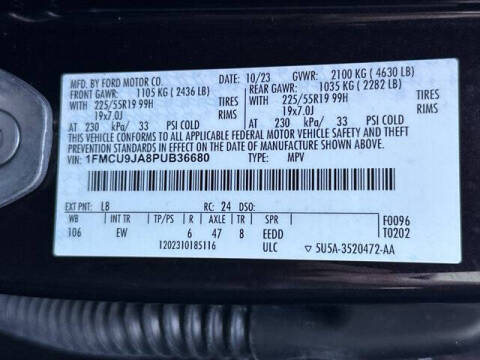 MFD. BY FORD MOTOR CO. 10/23 GVWR: 2100 KG ( 4630 LB)
FRONT GAWR: 1105 KG ( 2436 LB) REAR GAWR: 1035 KG ( 2282 LB)
WITH 225/55R19 99H TIRES WITH 225/55R19 99H TIRES
19x7.0J RIMS 19x7.0J RIMS
AT 230 kPa/ 33 PSI COLD AT 230 kPa/ 33 PSI COLD
THIS VEHICLE CONFORMS TO ALL APPLICABLE FEDERAL MOTOR VEHICLE SAFETY AND THEFT PREVENTION STANDARDS IN EFFECT ON THE DATE OF MANUFACTURE SHOWN ABOVE.
VIN: 1FMCU9JA8PUB36680 TYPE: MPV
EXT PNT: LB RC: 24 DSO: F0096
WB INT TR TP/PS R AXLE TR T0202
106 EW 6 47 8 EEDD
1202310185116 ULC ▽ 5U5A-3520472-AA